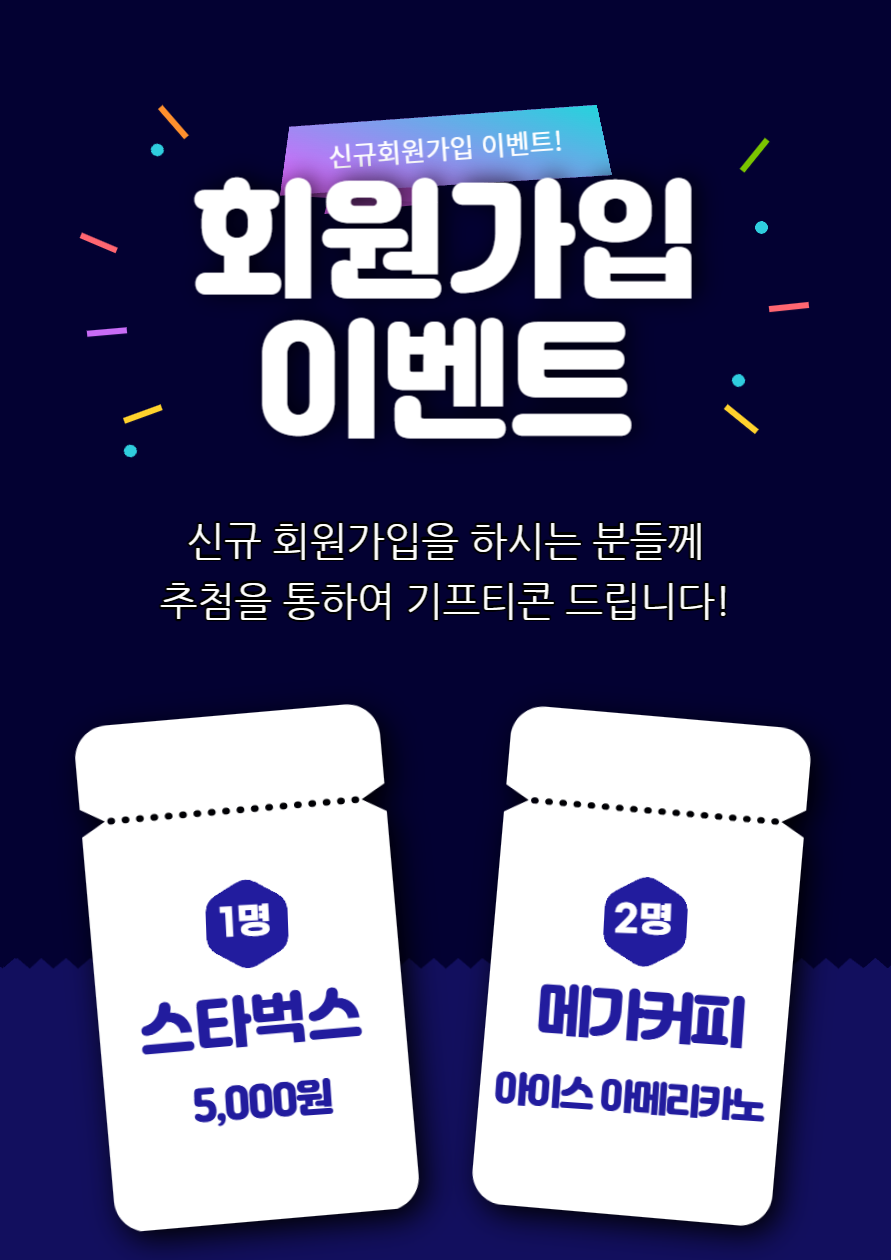 신규회원가입 이벤트!
회원가입
이벤트
신규 회원가입을 하시는 분들께
추첨을 통하여 기프티콘 드립니다!
1명
스타벅스
5,000원
2명
메가커피
아이스 아메리카노